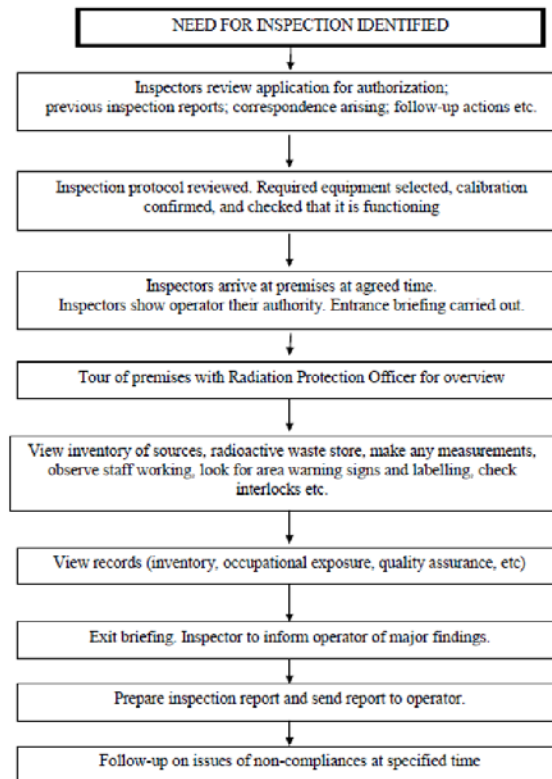 NEED FOR INSPECTION IDENTIFIED
Inspectors review application for authorization;
previous inspection reports; correspondence arising; follow-up actions etc.
Inspection protocol reviewed. Required equipment selected, calibration
confirmed, and checked that it is functioning
Inspectors arrive at premises at agreed time.
Inspectors show operator their authority. Entrance briefing carried out.
Tour of premises with Radiation Protection Officer for overview
View inventory of sources, radioactive waste store, make any measurements,
observe staff working, look for area warning signs and labelling, check
interlocks etc.
View records (inventory, occupational exposure, quality assurance, etc)
Exit briefing. Inspector to inform operator of major findings.
Prepare inspection report and send report to operator.
Follow-up on issues of non-compliances at specified time